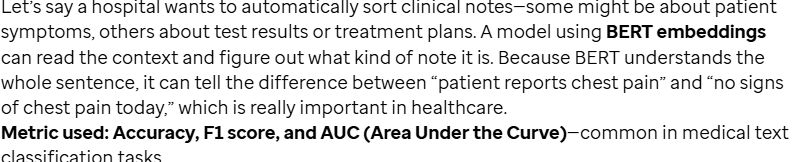 Let's say a hospital wants to automatically sort clinical notes—some might be about patient
symptoms, others about test results or treatment plans. A model using BERT embeddings
can read the context and figure out what kind of note it is. Because BERT understands the
whole sentence, it can tell the difference between “patient reports chest pain” and “no signs
of chest pain today,” which is really important in healthcare.
Metric used: Accuracy, F1 score, and AUC (Area Under the Curve)—common in medical text
classification tasks.